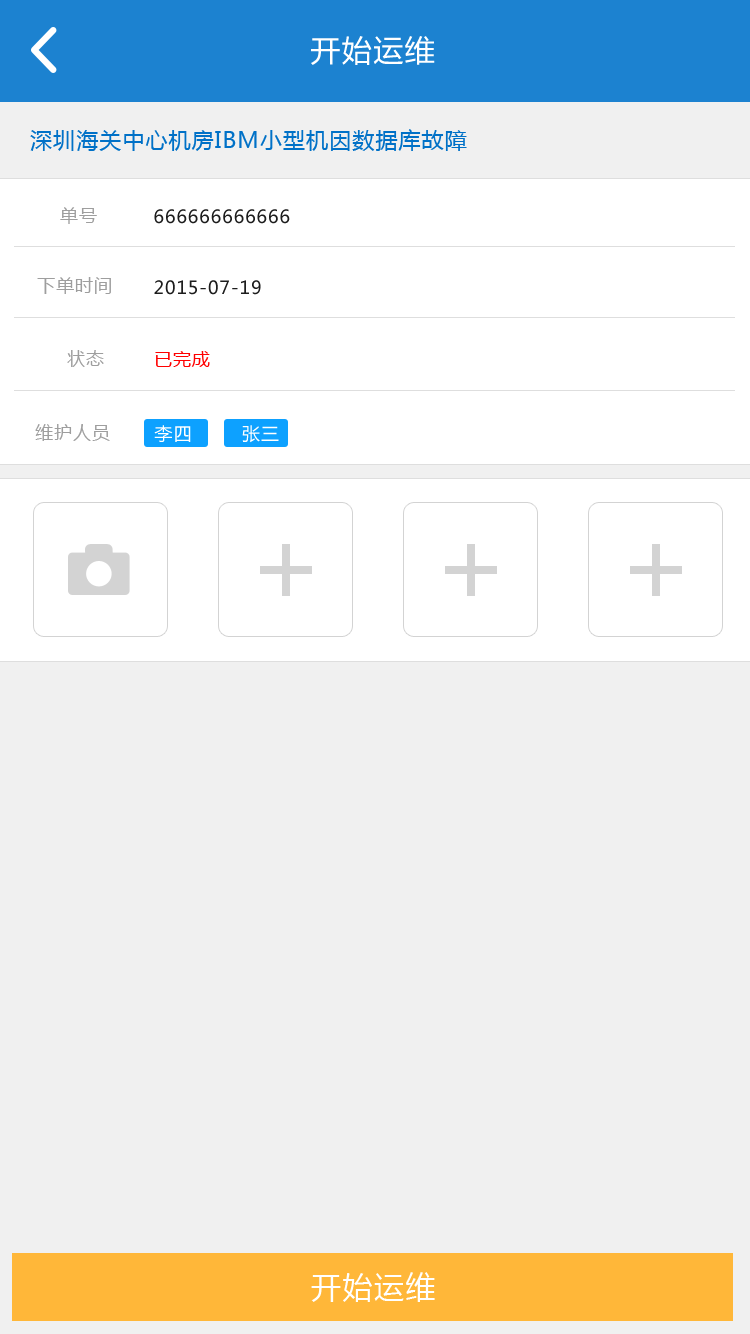 开始运维
深圳海关中心机房IBM小型机因数据库故障
单号 666666666666
下单时间 2015-07-19
状态 已完成
维护人员 李四 张三
开始运维